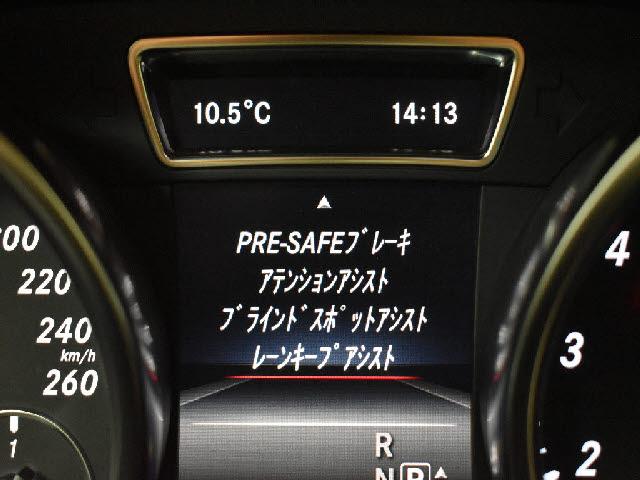 10.5°C 14:13
PRE-SAFEブレーキ
アテンションアシスト
ブラインドスポットアシスト
レーンキープアシスト
220
240
km/h
260
1
R
N P
4
3
2